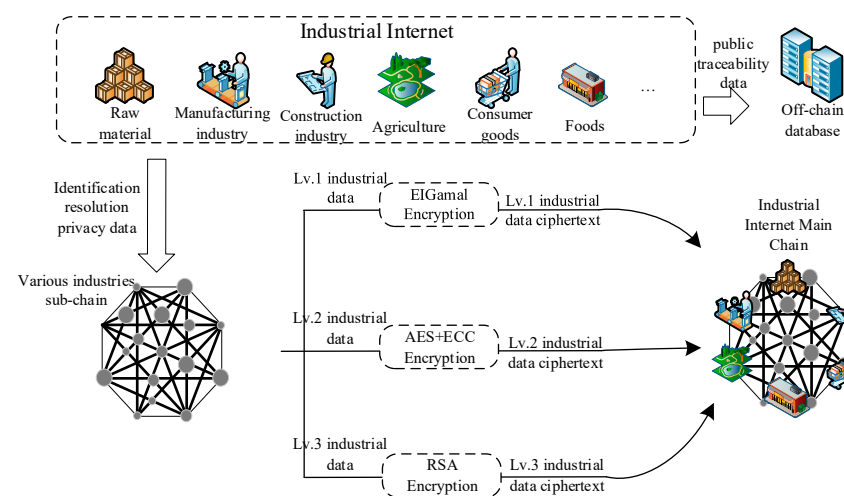 Industrial Internet
Raw
material
Manufacturing
industry
Construction
industry
Agriculture
Consumer
goods
Foods
...
public
traceability
data
Off-chain
database
Identification
resolution
privacy data
Various industries
sub-chain
Lv.1 industrial
data
EIGamal
Encryption
Lv.1 industrial
data ciphertext
Lv.2 industrial
data
AES+ECC
Encryption
Lv.2 industrial
data ciphertext
Lv.3 industrial
data
RSA
Encryption
Lv.3 industrial
data ciphertext
Industrial
Internet Main
Chain